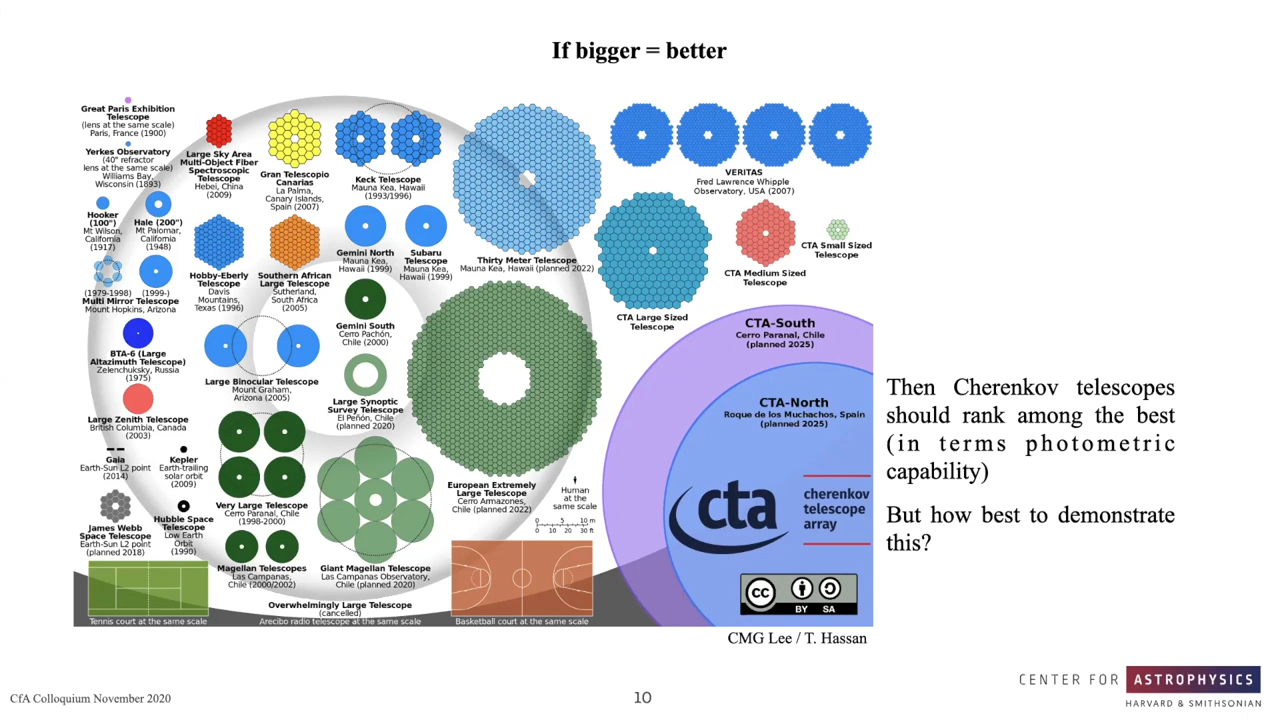 If bigger = better
Great Paris Exhibition
Telescope
(lens at the same scale)
Paris, France (1900)
Yerkes Observatory
(40" refractor
lens at the same scale)
Williams Bay,
Wisconsin (1893)
Hooker
(100")
Mt Wilson,
California
(1917)
Hale (200")
Mt Palomar,
California
(1948)
(1979-1998) (1999-)
Multi Mirror Telescope
Mount Hopkins, Arizona
BTA-6 (Large
Altazimuth Telescope)
Zelenchuksky, Russia
(1975)
Large Zenith Telescope
British Columbia, Canada
(2003)
Gaia
Earth-Sun L2 point
(2014)
Kepler
Earth-trailing
solar orbit
(2009)
James Webb
Space Telescope
Earth-Sun L2 point
(planned 2018)
Hubble Space
Telescope
Low Earth
Orbit
(1990)
Tennis court at the same scale
Large Sky Area
Multi-Object Fiber
Spectroscopic
Telescope
Hebei, China
(2009)
Gran Telescopio
Canarias
La Palma,
Canary Islands,
Spain (2007)
Keck Telescope
Mauna Kea, Hawaii
(1993/1996)
Hobby-Eberly
Telescope
Davis
Mountains,
Texas (1996)
Southern African
Large Telescope
Sutherland,
South Africa
(2005)
Gemini North
Mauna Kea,
Hawaii (1999)
Subaru
Telescope
Mauna Kea,
Hawaii (1999)
Gemini South
Cerro Pachón,
Chile (2000)
Large Binocular Telescope
Mount Graham,
Arizona (2005)
Large Synoptic
Survey Telescope
El Peñón, Chile
(planned 2020)
Very Large Telescope
Cerro Paranal, Chile
(1998-2000)
Magellan Telescopes
Las Campanas,
Chile (2000/2002)
Giant Magellan Telescope
Las Campanas Observatory,
Chile (planned 2020)
Overwhelmingly Large Telescope
(cancelled)
Arecibo radio telescope at the same scale
Thirty Meter Telescope
Mauna Kea, Hawaii (planned 2022)
European Extremely
Large Telescope
Cerro Armazones,
Chile (planned 2022)
Human
at the
same scale
0 5 10 m
0 10 20 30 ft
Basketball court at the same scale
VERITAS
Fred Lawrence Whipple
Observatory, USA (2007)
CTA Large Sized
Telescope
CTA Medium Sized
Telescope
CTA Small Sized
Telescope
CTA-South
Cerro Paranal, Chile
(planned 2025)
CTA-North
Roque de los Muchachos, Spain
(planned 2025)
cta
cherenkov
telescope
array
CC
BY SA
CMG Lee / T. Hassan
Then Cherenkov telescopes
should rank among the best
(in terms photometric
capability)
But how best to demonstrate
this?
CfA Colloquium November 2020
10
CENTER FOR ASTROPHYSICS
HARVARD & SMITHSONIAN